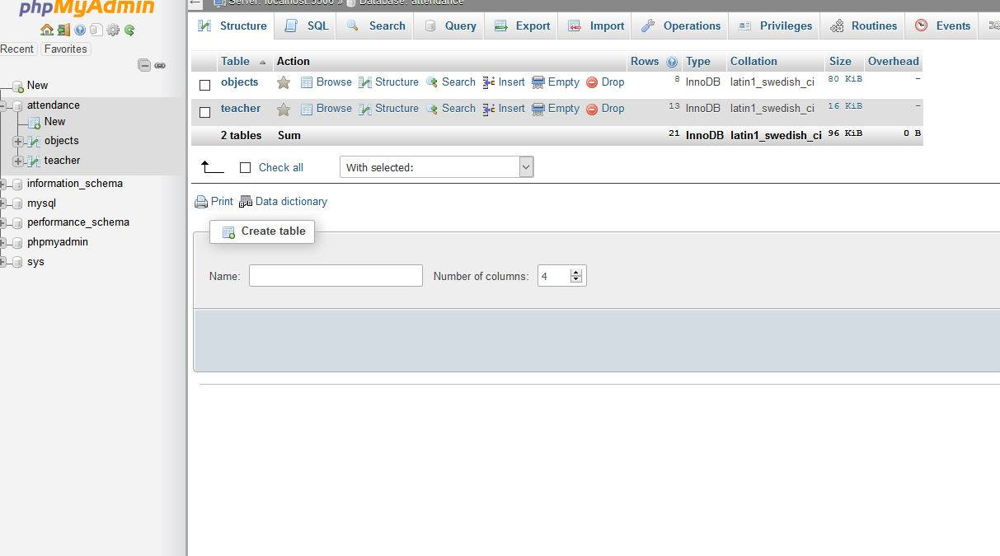 phpMyAdmin
Recent Favorites
New
attendance
New
objects
teacher
information_schema
mysql
performance_schema
phpmyadmin
sys
Server: localhost:3306 » Database: attendance
Structure SQL Search Query Export Import Operations Privileges Routines Events
Table Action Rows Type Collation Size Overhead
objects Browse Structure Search Insert Empty Drop 8 InnoDB latin1_swedish_ci 80 KiB -
teacher Browse Structure Search Insert Empty Drop 13 InnoDB latin1_swedish_ci 16 KiB -
2 tables Sum 21 InnoDB latin1_swedish_ci 96 KiB 0 B
Check all With selected:
Print Data dictionary
Create table
Name: Number of columns: 4